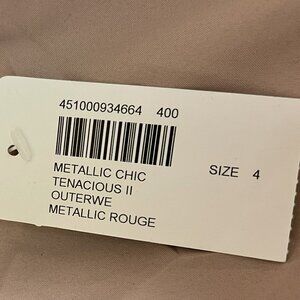 451000934664 400
METALLIC CHIC
TENACIOUS II
OUTERWE
METALLIC ROUGE
SIZE 4